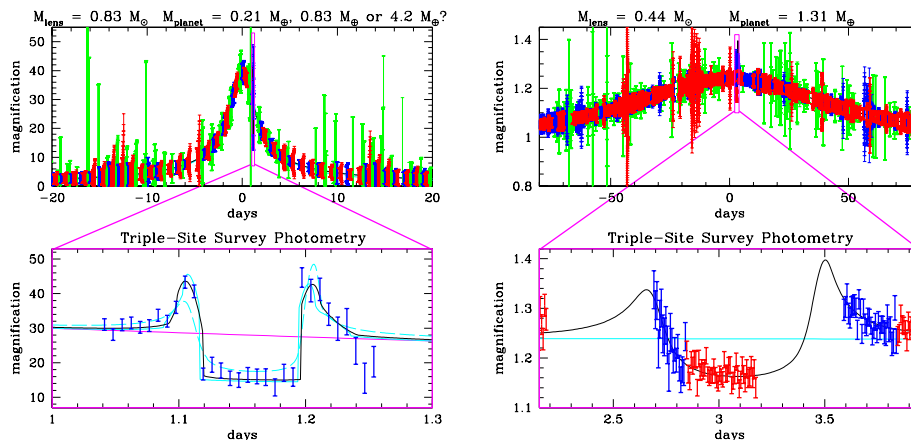 M_lens = 0.83 M_⊙ M_planet = 0.21 M_⊕, 0.83 M_⊕ or 4.2 M_⊕?
50
40
30
20
10
0
magnification
−20 −10 0 10 20
days
M_lens = 0.44 M_⊙ M_planet = 1.31 M_⊕
1.4
1.2
1
0.8
magnification
−50 0 50
days
Triple-Site Survey Photometry
50
40
30
20
10
magnification
1 1.1 1.2 1.3
days
Triple-Site Survey Photometry
1.4
1.3
1.2
1.1
magnification
2.5 3 3.5
days